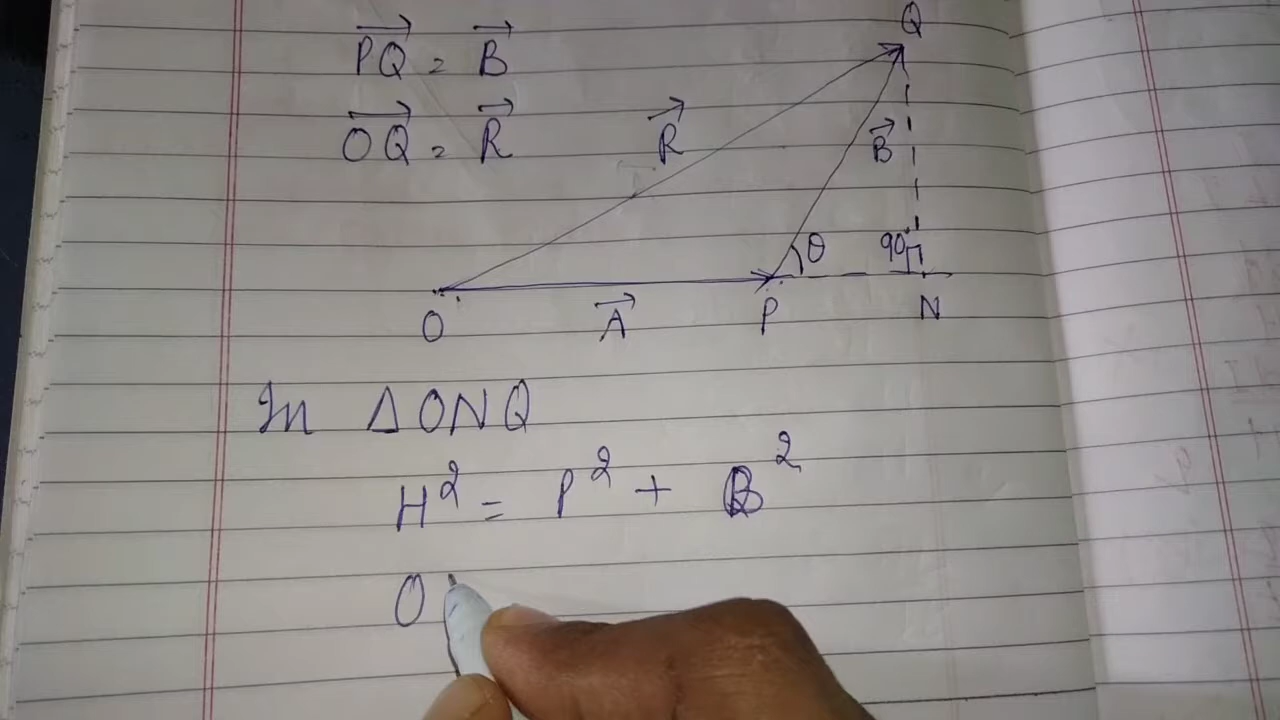 PQ = B
OQ = R
Q
R
B
θ
90°
O
A
P
N
In ΔONQ
H² = P² + B²
O